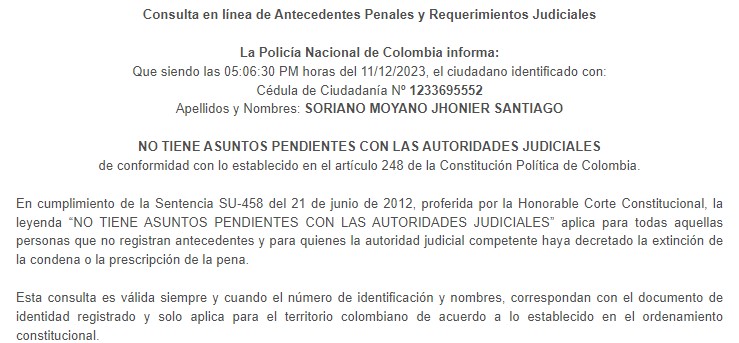 Consulta en línea de Antecedentes Penales y Requerimientos Judiciales
La Policía Nacional de Colombia informa:
Que siendo las 05:06:30 PM horas del 11/12/2023, el ciudadano identificado con:
Cédula de Ciudadanía Nº 1233695552
Apellidos y Nombres: SORIANO MOYANO JHONIER SANTIAGO
NO TIENE ASUNTOS PENDIENTES CON LAS AUTORIDADES JUDICIALES
de conformidad con lo establecido en el artículo 248 de la Constitución Política de Colombia.
En cumplimiento de la Sentencia SU-458 del 21 de junio de 2012, proferida por la Honorable Corte Constitucional, la
leyenda “NO TIENE ASUNTOS PENDIENTES CON LAS AUTORIDADES JUDICIALES” aplica para todas aquellas
personas que no registran antecedentes y para quienes la autoridad judicial competente haya decretado la extinción de
la condena o la prescripción de la pena.
Esta consulta es válida siempre y cuando el número de identificación y nombres, correspondan con el documento de
identidad registrado y solo aplica para el territorio colombiano de acuerdo a lo establecido en el ordenamiento
constitucional.